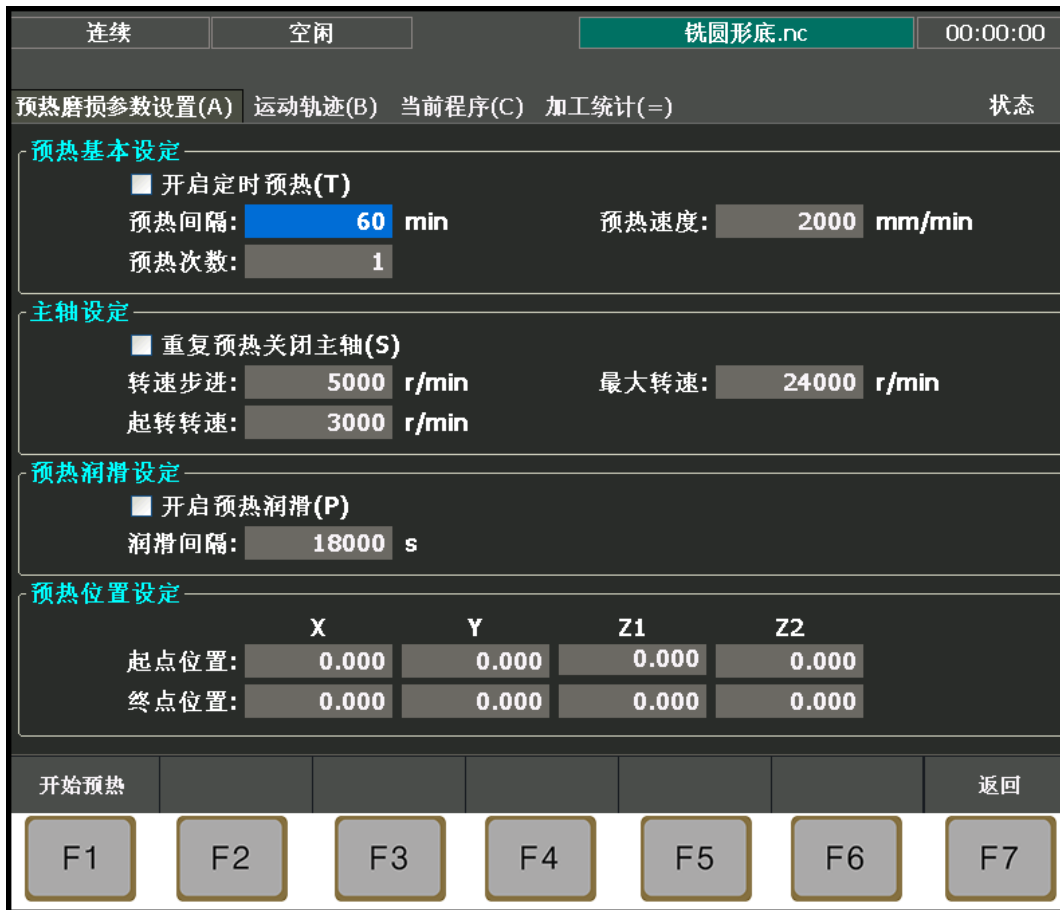 连续 空闲 铣圆形底.nc 00:00:00
预热磨损参数设置(A) 运动轨迹(B) 当前程序(C) 加工统计(=) 状态
预热基本设定
开启定时预热(T)
预热间隔: 60 min 预热速度: 2000 mm/min
预热次数: 1
主轴设定
重复预热关闭主轴(S)
转速步进: 5000 r/min 最大转速: 24000 r/min
起转转速: 3000 r/min
预热润滑设定
开启预热润滑(P)
润滑间隔: 18000 s
预热位置设定
X Y Z1 Z2
起点位置: 0.000 0.000 0.000 0.000
终点位置: 0.000 0.000 0.000 0.000
开始预热 返回
F1 F2 F3 F4 F5 F6 F7